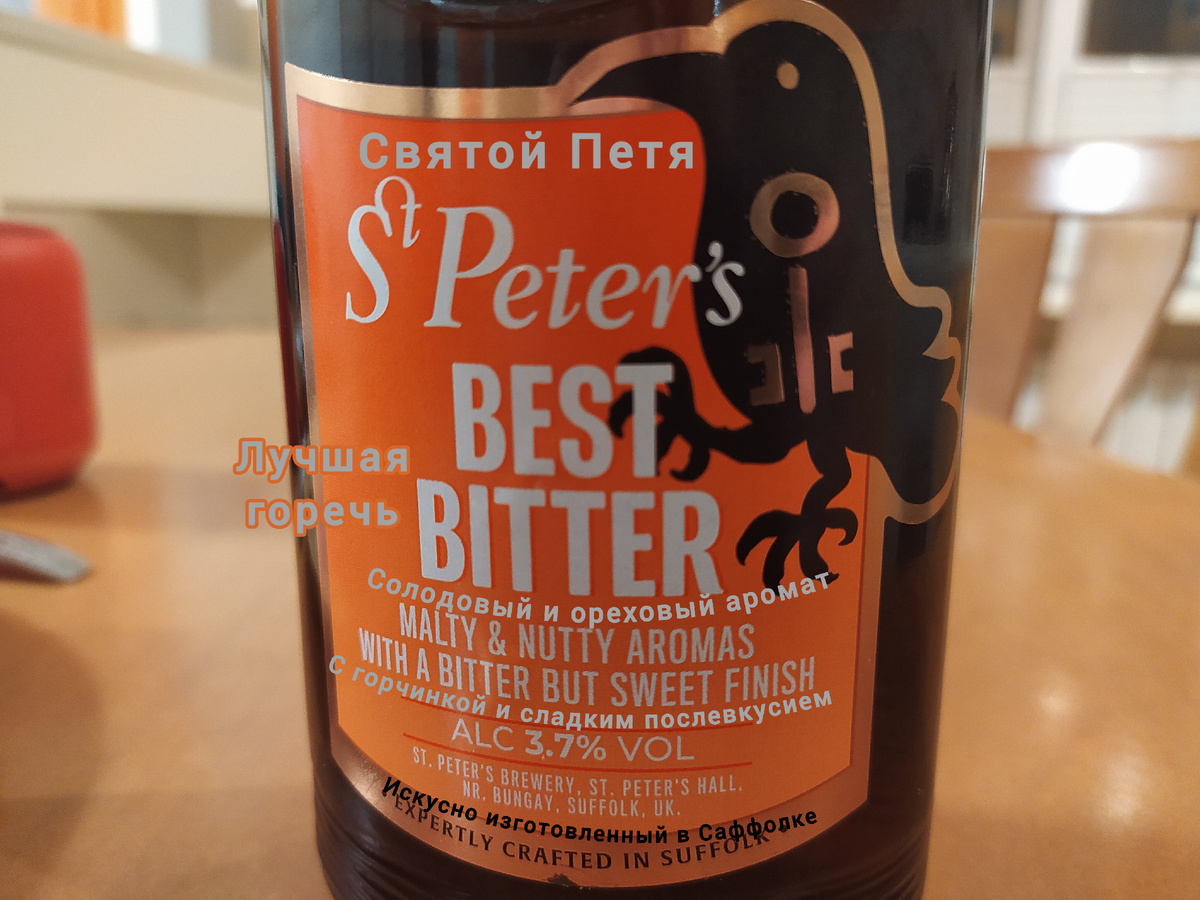 Святой Петя
St Peter's
BEST
Лучшая
горечь
BITTER
Солодовый и ореховый аромат
MALTY & NUTTY AROMAS
WITH A BITTER BUT SWEET FINISH
С горчинкой и сладким послевкусием
ALC 3.7% VOL
ST. PETER'S BREWERY, ST. PETER'S HALL,
NR. BUNGAY, SUFFOLK, UK.
Искусно изготовленный в Саффолке
EXPERTLY CRAFTED IN SUFFOLK